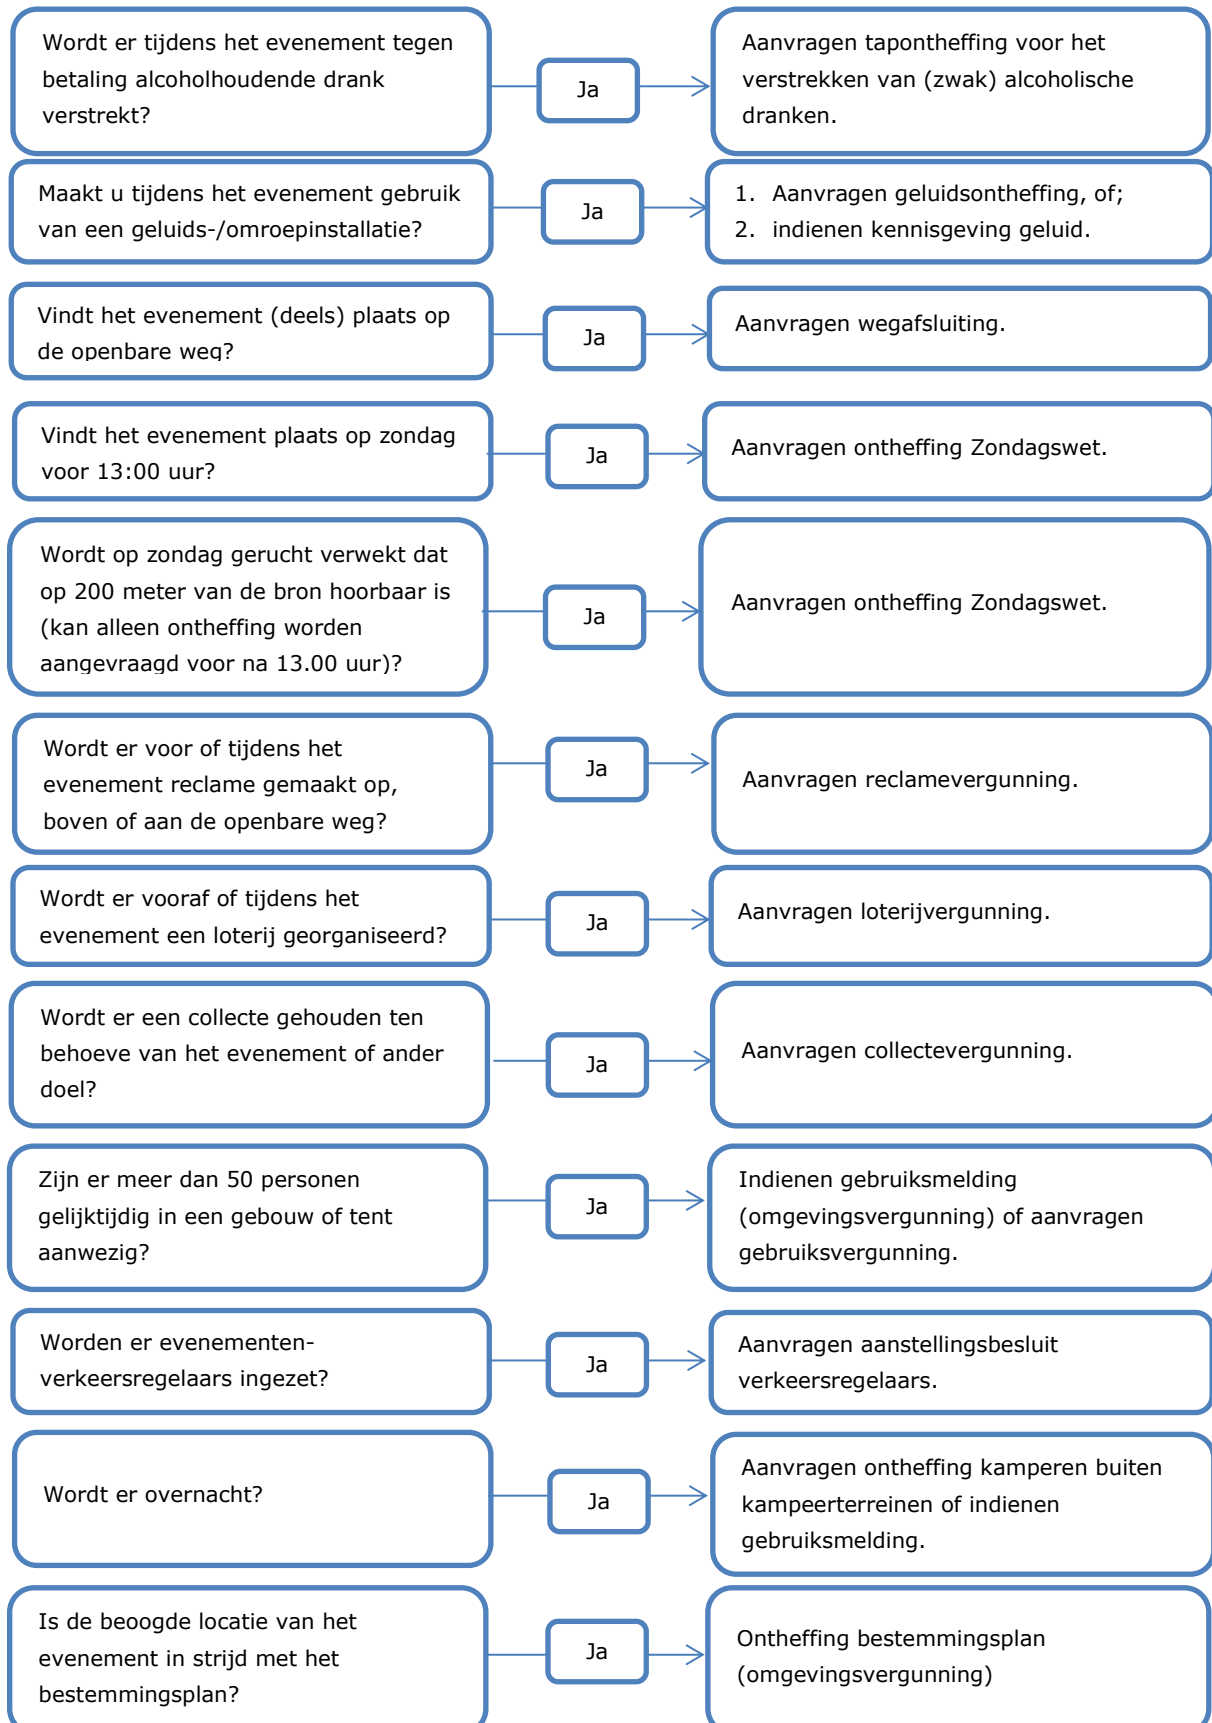 Wordt er tijdens het evenement tegen
betaling alcoholhoudende drank
verstrekt?
Ja
Aanvragen tapontheffing voor het
verstrekken van (zwak) alcoholische
dranken.
Maakt u tijdens het evenement gebruik
van een geluids-/omroepinstallatie?
Ja
1. Aanvragen geluidsontheffing, of;
2. indienen kennisgeving geluid.
Vindt het evenement (deels) plaats op
de openbare weg?
Ja
Aanvragen wegafsluiting.
Vindt het evenement plaats op zondag
voor 13:00 uur?
Ja
Aanvragen ontheffing Zondagswet.
Wordt op zondag gerucht verwekt dat
op 200 meter van de bron hoorbaar is
(kan alleen ontheffing worden
aangevraagd voor na 13.00 uur)?
Ja
Aanvragen ontheffing Zondagswet.
Wordt er voor of tijdens het
evenement reclame gemaakt op,
boven of aan de openbare weg?
Ja
Aanvragen reclamevergunning.
Wordt er vooraf of tijdens het
evenement een loterij georganiseerd?
Ja
Aanvragen loterijvergunning.
Wordt er een collecte gehouden ten
behoeve van het evenement of ander
doel?
Ja
Aanvragen collectevergunning.
Zijn er meer dan 50 personen
gelijktijdig in een gebouw of tent
aanwezig?
Ja
Indienen gebruiksmelding
(omgevingsvergunning) of aanvragen
gebruiksvergunning.
Worden er evenementen-
verkeersregelaars ingezet?
Ja
Aanvragen aanstellingsbesluit
verkeersregelaars.
Wordt er overnacht?
Ja
Aanvragen ontheffing kamperen buiten
kampeerterreinen of indienen
gebruiksmelding.
Is de beoogde locatie van het
evenement in strijd met het
bestemmingsplan?
Ja
Ontheffing bestemmingsplan
(omgevingsvergunning)